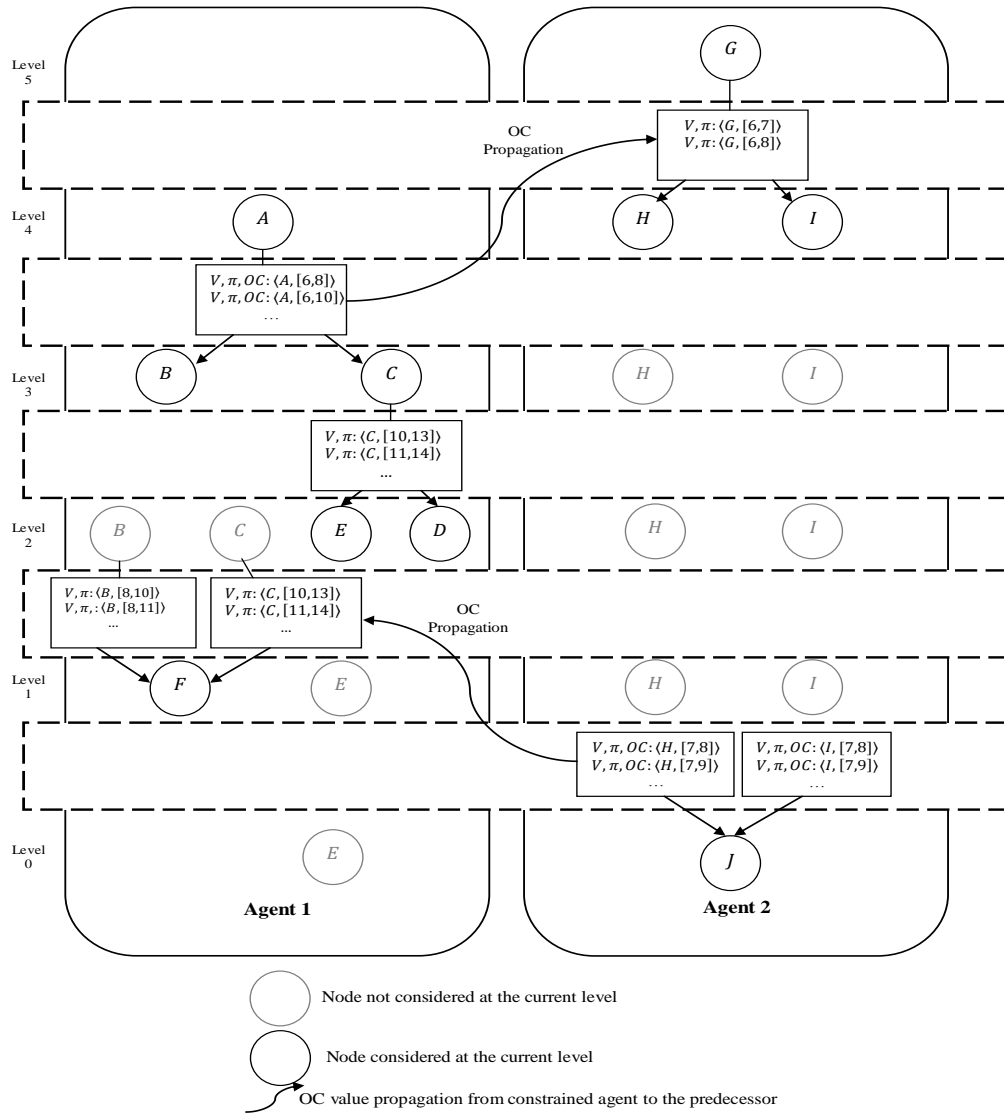 Level
5
G
OC
Propagation
V, π: ⟨G, [6,7]⟩
V, π: ⟨G, [6,8]⟩
Level
4
A
H
I
V, π, OC: ⟨A, [6,8]⟩
V, π, OC: ⟨A, [6,10]⟩
...
Level
3
B
C
H
I
V, π: ⟨C, [10,13]⟩
V, π: ⟨C, [11,14]⟩
...
Level
2
B
C
E
D
H
I
V, π: ⟨B, [8,10]⟩
V, π, : ⟨B, [8,11]⟩
...
V, π: ⟨C, [10,13]⟩
V, π: ⟨C, [11,14]⟩
...
OC
Propagation
Level
1
F
E
H
I
V, π, OC: ⟨H, [7,8]⟩
V, π, OC: ⟨H, [7,9]⟩
...
V, π, OC: ⟨I, [7,8]⟩
V, π, OC: ⟨I, [7,9]⟩
...
Level
0
E
J
Agent 1
Agent 2
Node not considered at the current level
Node considered at the current level
OC value propagation from constrained agent to the predecessor